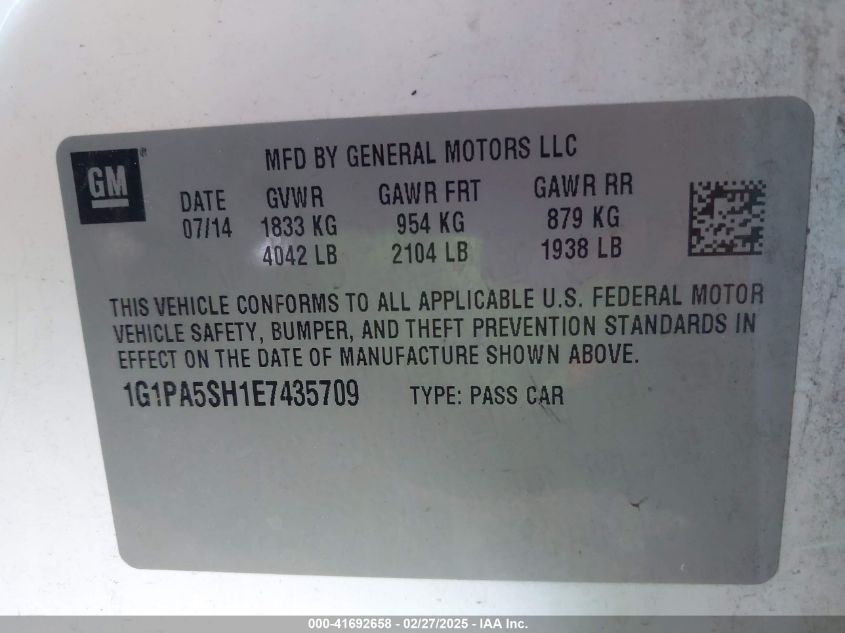 GM®
MFD BY GENERAL MOTORS LLC
DATE GVWR GAWR FRT GAWR RR
07/14 1833 KG 954 KG 879 KG
4042 LB 2104 LB 1938 LB
THIS VEHICLE CONFORMS TO ALL APPLICABLE U.S. FEDERAL MOTOR
VEHICLE SAFETY, BUMPER, AND THEFT PREVENTION STANDARDS IN
EFFECT ON THE DATE OF MANUFACTURE SHOWN ABOVE.
1G1PA5SH1E7435709 TYPE: PASS CAR
000-41692658 - 02/27/2025 - IAA Inc.